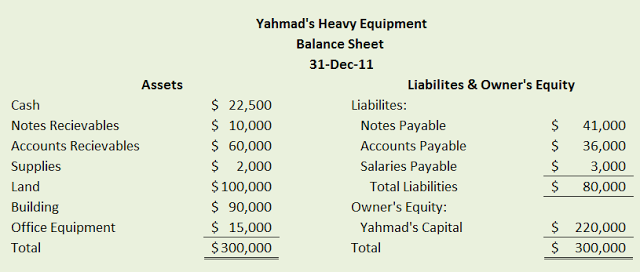 Yahmad's Heavy Equipment
Balance Sheet
31-Dec-11
Assets Liabilites & Owner's Equity
Cash $ 22,500 Liabilites:
Notes Recievables $ 10,000 Notes Payable $ 41,000
Accounts Recievables $ 60,000 Accounts Payable $ 36,000
Supplies $ 2,000 Salaries Payable $ 3,000
Land $100,000 Total Liabilities $ 80,000
Building $ 90,000 Owner's Equity:
Office Equipment $ 15,000 Yahmad's Capital $ 220,000
Total $300,000 Total $ 300,000